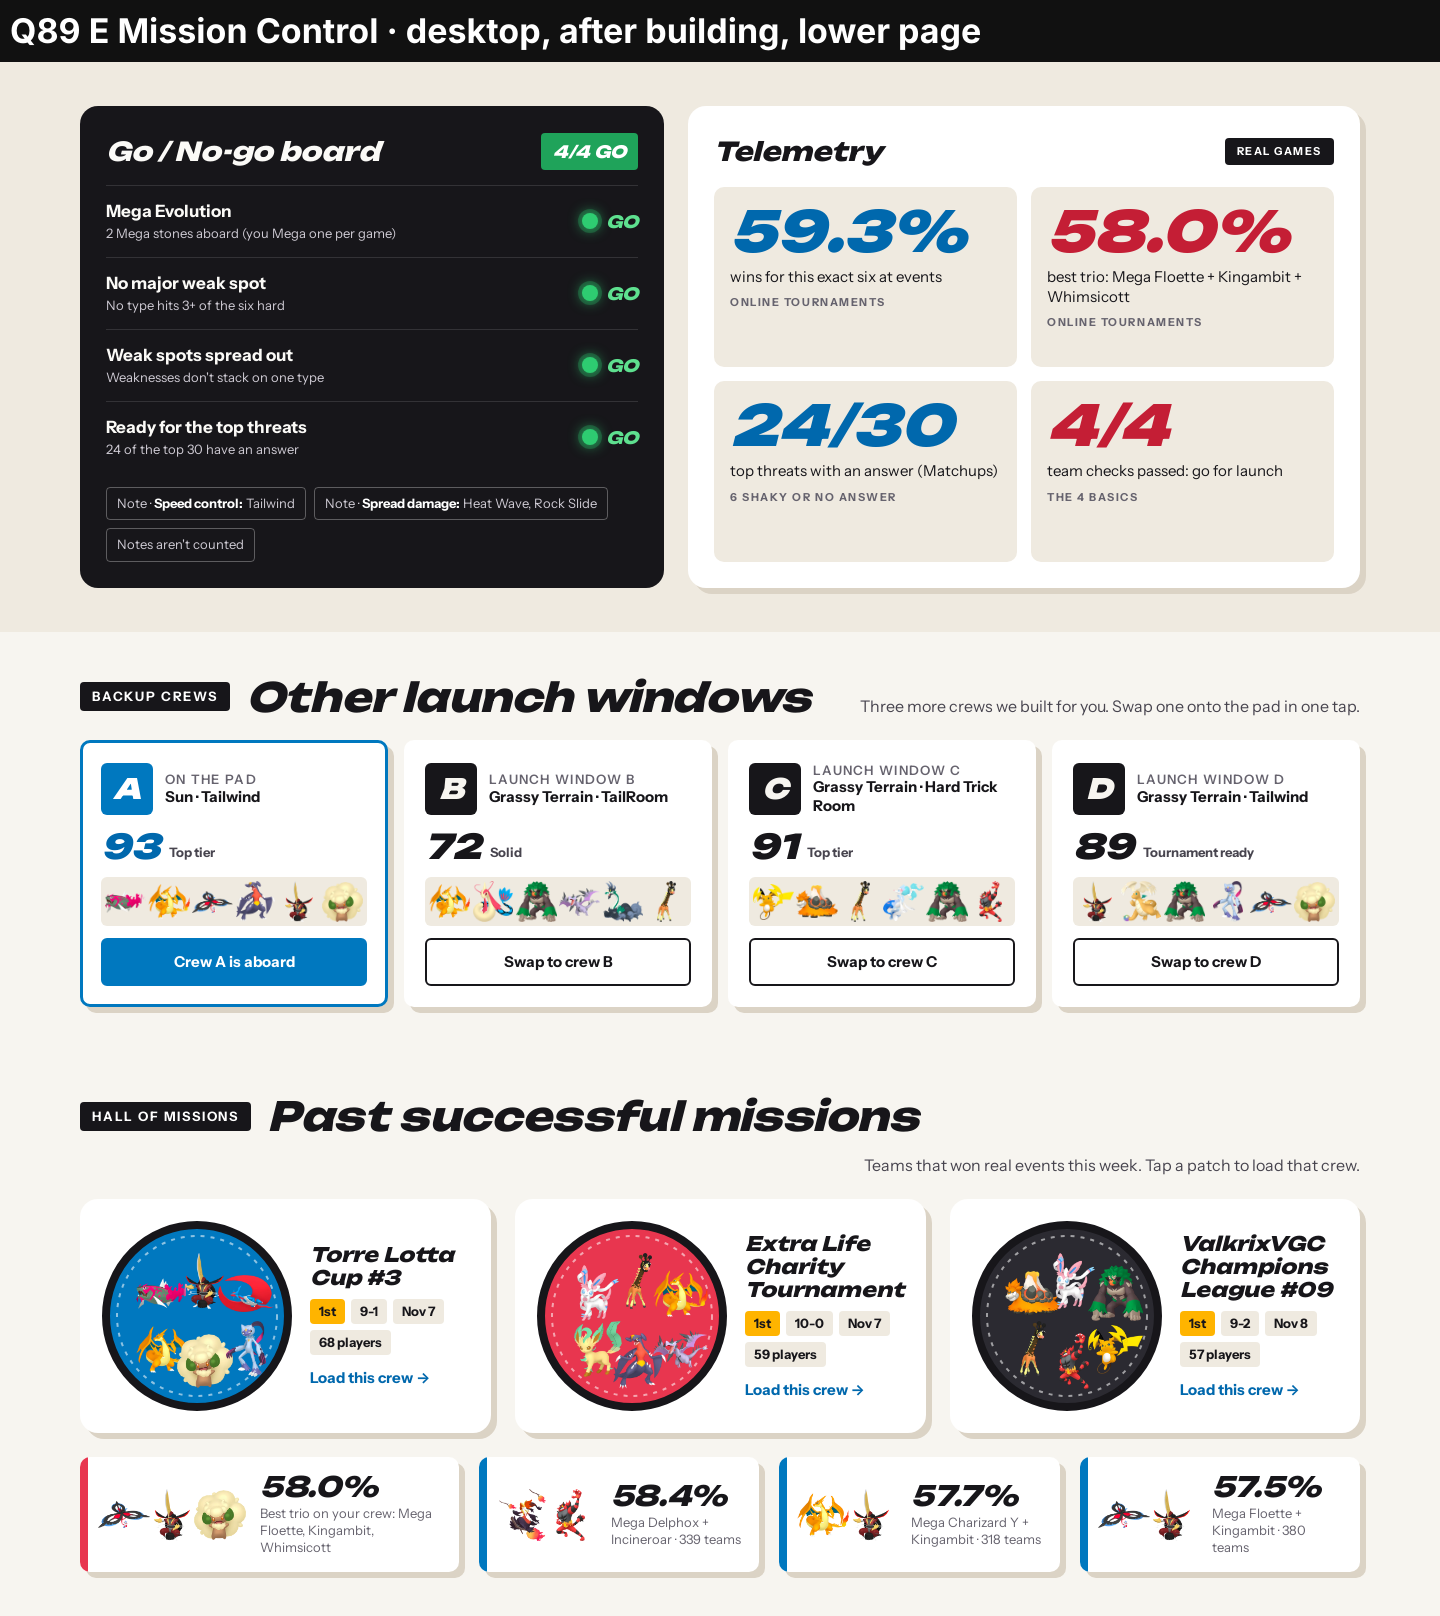 Q89 E Mission Control · desktop, after building, lower page
Go / No-go board
4/4 GO
Mega Evolution
2 Mega stones aboard (you Mega one per game)
GO
No major weak spot
No type hits 3+ of the six hard
GO
Weak spots spread out
Weaknesses don't stack on one type
GO
Ready for the top threats
24 of the top 30 have an answer
GO
Note · Speed control: Tailwind
Note · Spread damage: Heat Wave, Rock Slide
Notes aren't counted
Telemetry
REAL GAMES
59.3%
wins for this exact six at events
ONLINE TOURNAMENTS
58.0%
best trio: Mega Floette + Kingambit +
Whimsicott
ONLINE TOURNAMENTS
24/30
top threats with an answer (Matchups)
6 SHAKY OR NO ANSWER
4/4
team checks passed: go for launch
THE 4 BASICS
BACKUP CREWS
Other launch windows
Three more crews we built for you. Swap one onto the pad in one tap.
A
ON THE PAD
Sun · Tailwind
93 Top tier
Crew A is aboard
B
LAUNCH WINDOW B
Grassy Terrain · TailRoom
72 Solid
Swap to crew B
C
LAUNCH WINDOW C
Grassy Terrain · Hard Trick
Room
91 Top tier
Swap to crew C
D
LAUNCH WINDOW D
Grassy Terrain · Tailwind
89 Tournament ready
Swap to crew D
HALL OF MISSIONS
Past successful missions
Teams that won real events this week. Tap a patch to load that crew.
Torre Lotta
Cup #3
1st 9-1 Nov 7
68 players
Load this crew →
Extra Life
Charity
Tournament
1st 10-0 Nov 7
59 players
Load this crew →
ValkrixVGC
Champions
League #09
1st 9-2 Nov 8
57 players
Load this crew →
58.0%
Best trio on your crew: Mega
Floette, Kingambit,
Whimsicott
58.4%
Mega Delphox +
Incineroar · 339 teams
57.7%
Mega Charizard Y +
Kingambit · 318 teams
57.5%
Mega Floette +
Kingambit · 380
teams